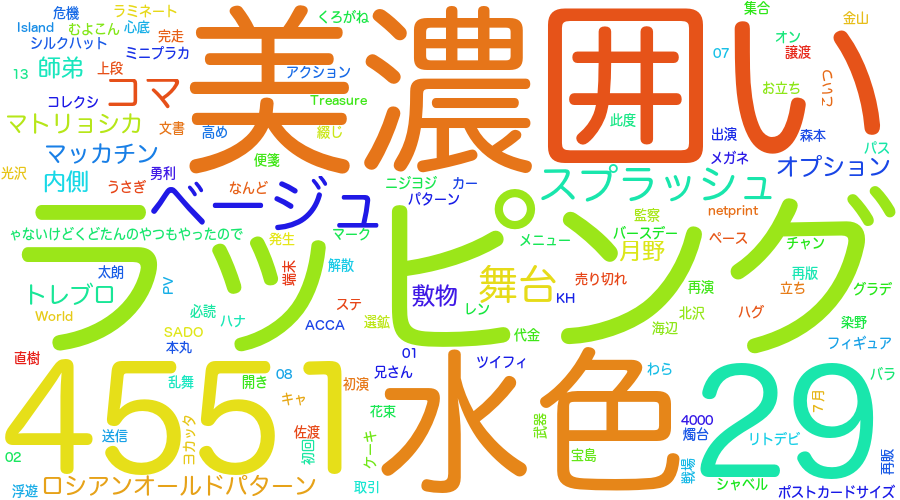 危機 ラミネート くろがね 集合 金山
Island むよこん 心底 美濃 囲い オン
シルクハット 完走 ミニプラカ 07 譲渡
13 師弟 上段 アクション ひいこ
コレクシ コマ Treasure お立ち
マトリョシカ 文書 高め 綴じ 此度 出演 森本
マッカチン 便箋 メガネ パス
光沢 内側 勇利 うさぎ なんど ニジヨジ カー スプラッシュ オプション
ベージュ パターン 監察 netprint
ゃないけどくどたんのやつもやったので 発生 マーク メニュー バースデー ペース
ラッピング 月野 チャン
太朗 PV 端末 解散 舞台 売り切れ 再演 立ち 再版 グラデ
トレブロ 必読 ステ 敷物 KH
World ハナ ACCA 選鉱 レン 海辺 北沢 ハグ 染野
SADO 本丸 代金 フィギュア
直樹 01 兄さん ツイフィ わら バラ
4551 水色 29
乱舞 開き 08 初演 キャ 7月
02 送信 ヨカッタ 佐渡 初回 花束 ケーキ 武器 4000 燭台 リトデビ
宝島 戦場 再販
浮遊 ロシアンオールドパターン 取引 シャベル ポストカードサイズ